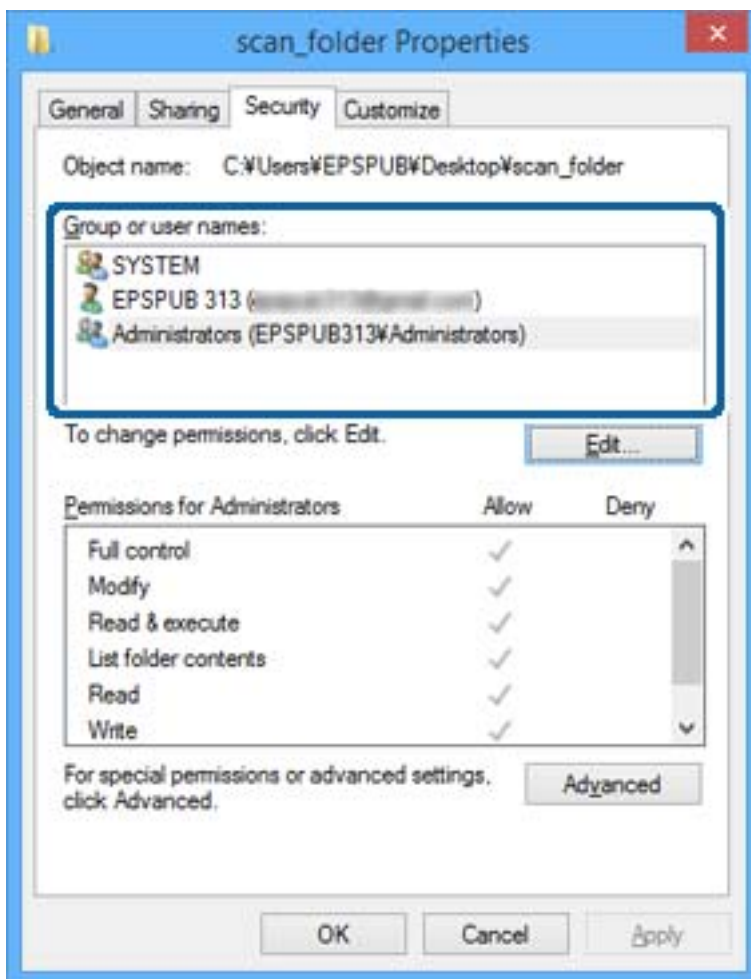 scan_folder Properties
General Sharing Security Customize
Object name: C:¥Users¥EPSPUB¥Desktop¥scan_folder
Group or user names:
SYSTEM
EPSPUB 313 ( )
Administrators (EPSPUB313¥Administrators)
To change permissions, click Edit.
Edit...
Permissions for Administrators Allow Deny
Full control
Modify
Read & execute
List folder contents
Read
Write
For special permissions or advanced settings,
click Advanced.
Advanced
OK Cancel Apply